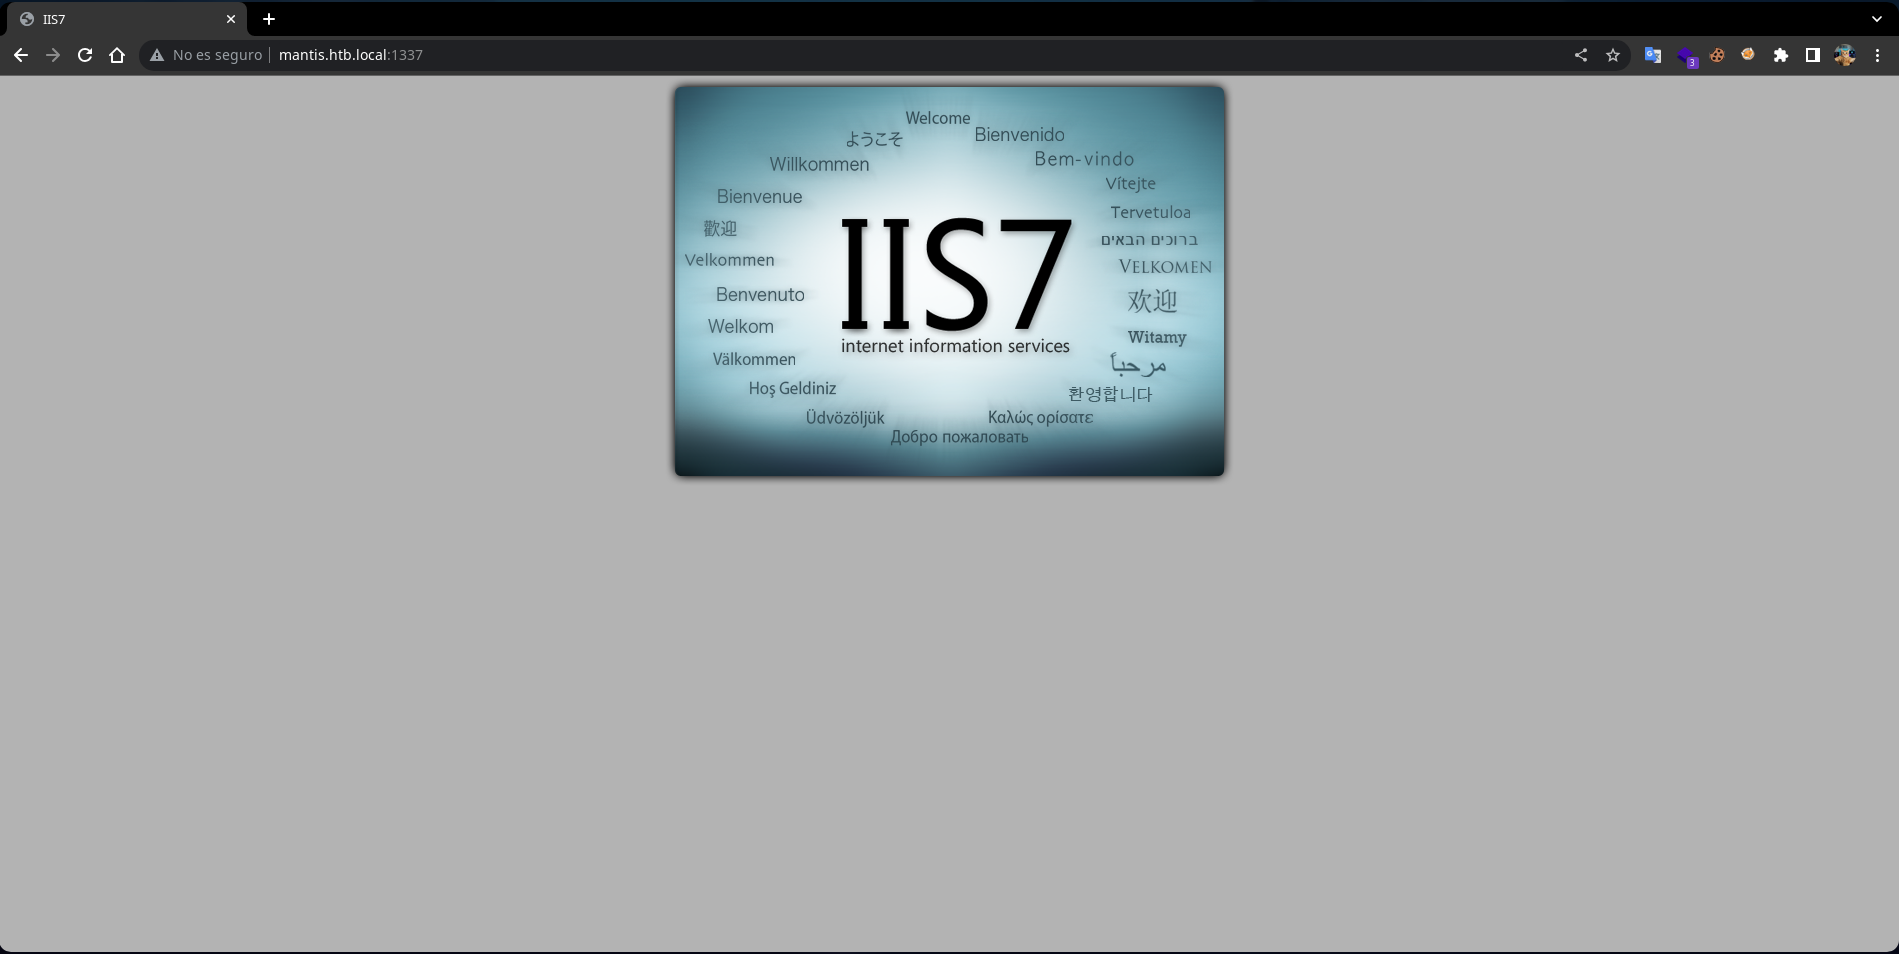 IIS7
No es seguro
mantis.htb.local:1337
3
Welcome
ようこそ
Bienvenido
Willkommen
Bem-vindo
Bienvenue
Vítejte
歡迎
Tervetuloa
ברוכים הבאים
Velkommen
VELKOMEN
Benvenuto
欢迎
Welkom
Witamy
IIS7
internet information services
Välkommen
مرحباً
Hoş Geldiniz
환영합니다
Üdvözöljük
Καλώς ορίσατε
Добро пожаловать